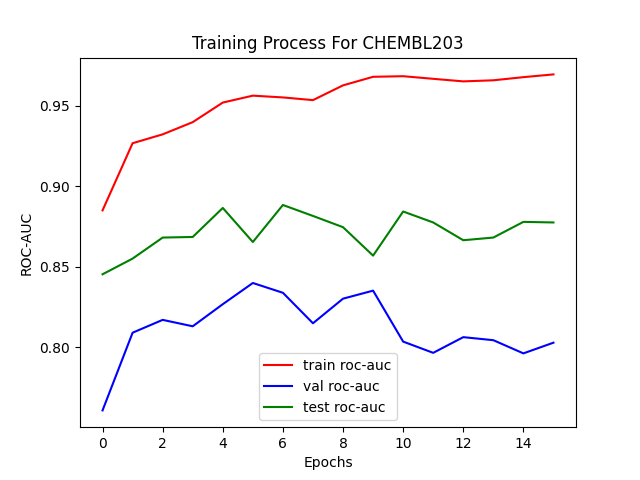 Training Process For CHEMBL203
ROC-AUC
0.95
0.90
0.85
0.80
train roc-auc
val roc-auc
test roc-auc
0 2 4 6 8 10 12 14
Epochs